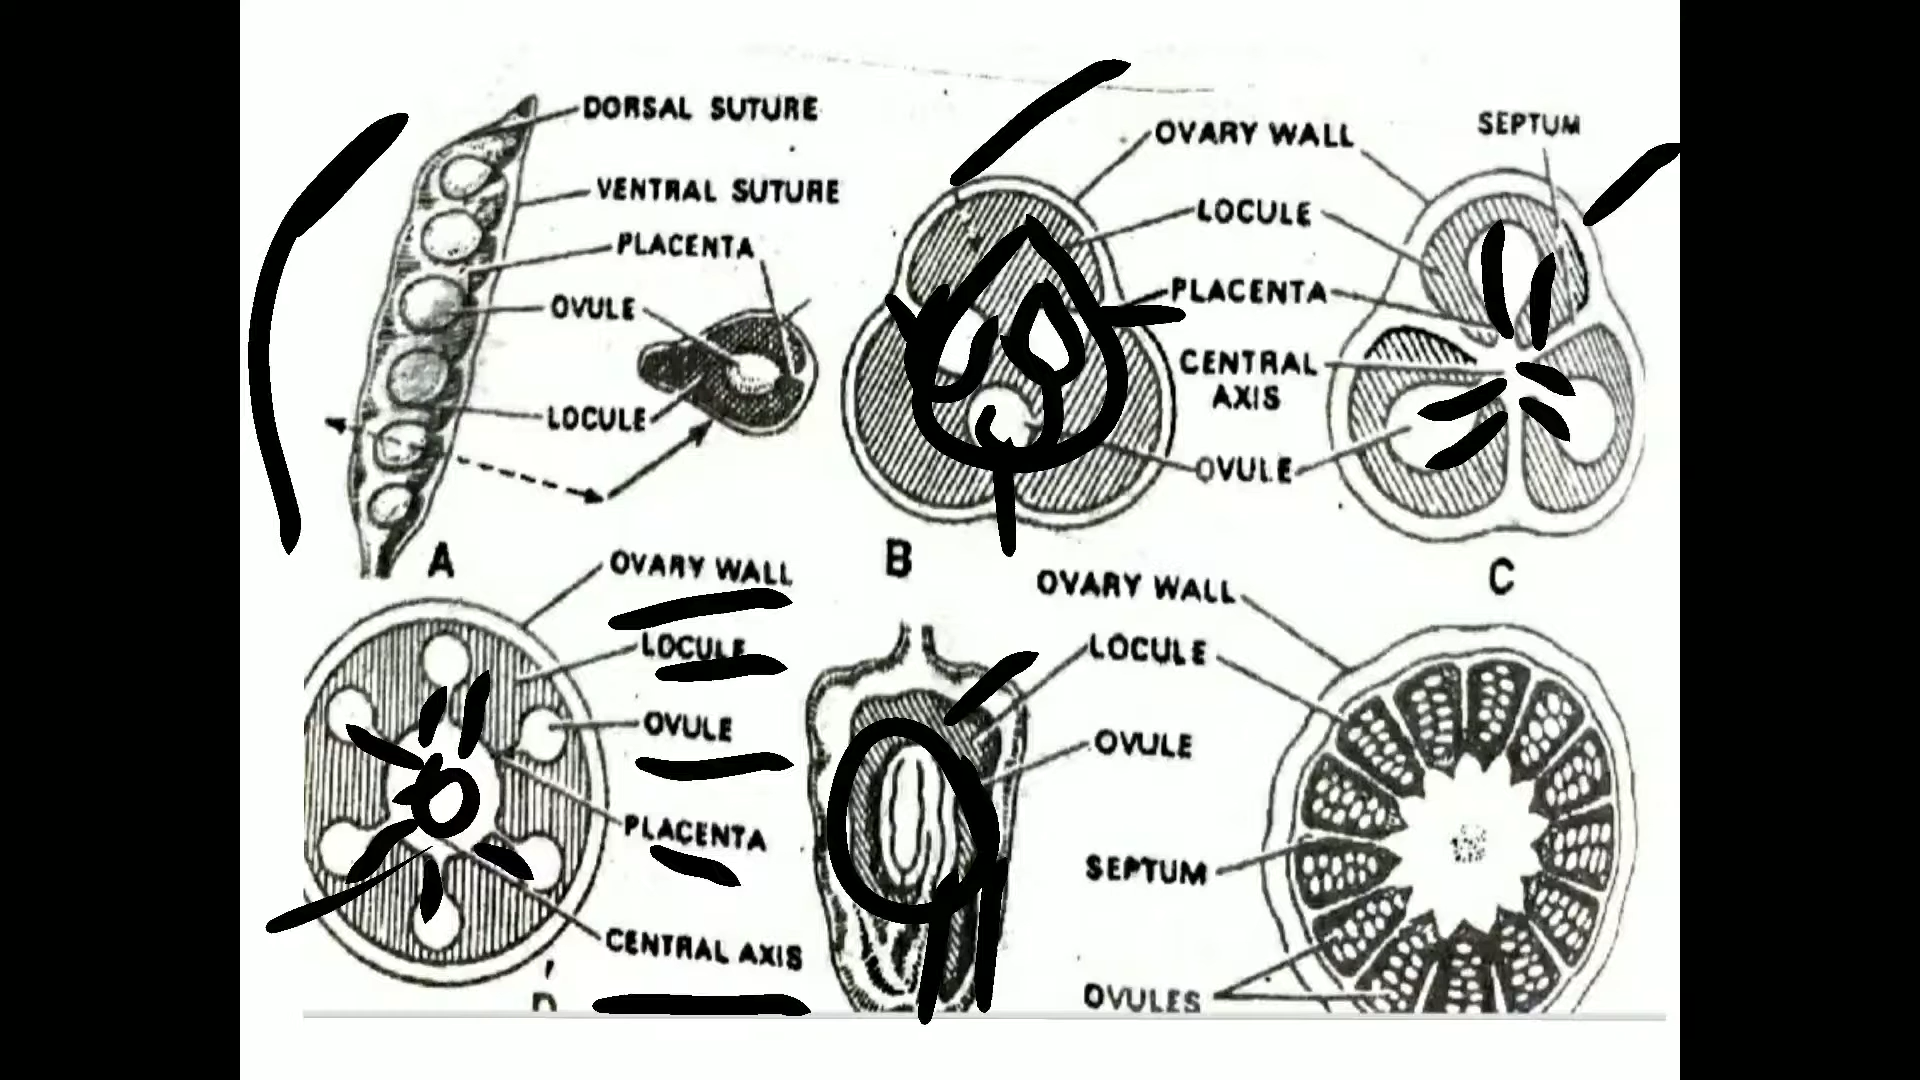 DORSAL SUTURE
VENTRAL SUTURE
PLACENTA
OVULE
LOCULE
A
OVARY WALL
SEPTUM
LOCULE
PLACENTA
CENTRAL
AXIS
OVULE
B
C
OVARY WALL
LOCULE
OVULE
PLACENTA
CENTRAL AXIS
OVARY WALL
LOCULE
OVULE
SEPTUM
OVULES